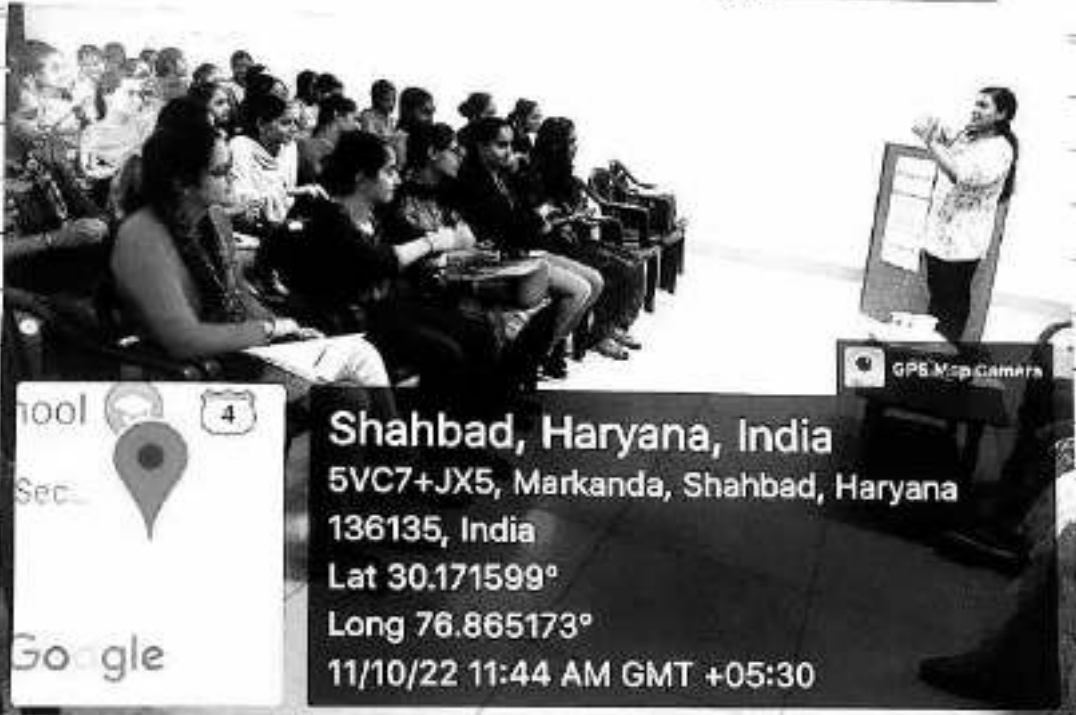 GPS Map Camera
hool
4
Sec...
Google
Shahbad, Haryana, India
5VC7+JX5, Markanda, Shahbad, Haryana
136135, India
Lat 30.171599°
Long 76.865173°
11/10/22 11:44 AM GMT +05:30